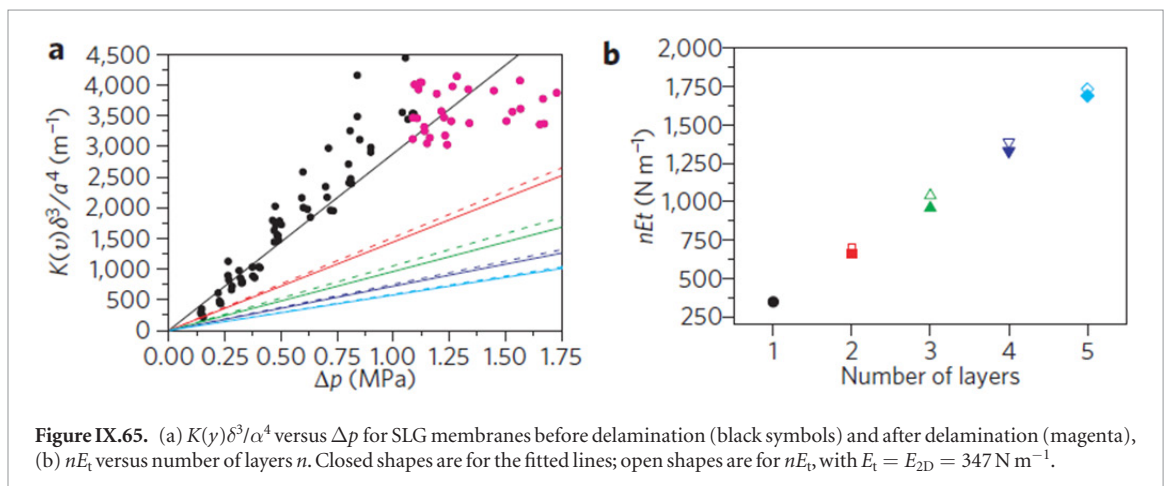 a
4,500
4,000
3,500
3,000
2,500
2,000
1,500
1,000
500
0
K(υ)δ³/a⁴ (m⁻¹)
0.00 0.25 0.50 0.75 1.00 1.25 1.50 1.75
Δp (MPa)
b
2,000
1,750
1,500
1,250
1,000
750
500
250
nEt (N m⁻¹)
1 2 3 4 5
Number of layers
Figure IX.65. (a) K(y)δ³/α⁴ versus Δp for SLG membranes before delamination (black symbols) and after delamination (magenta),
(b) nEₜ versus number of layers n. Closed shapes are for the fitted lines; open shapes are for nEₜ, with Eₜ = E₂D = 347 N m⁻¹.